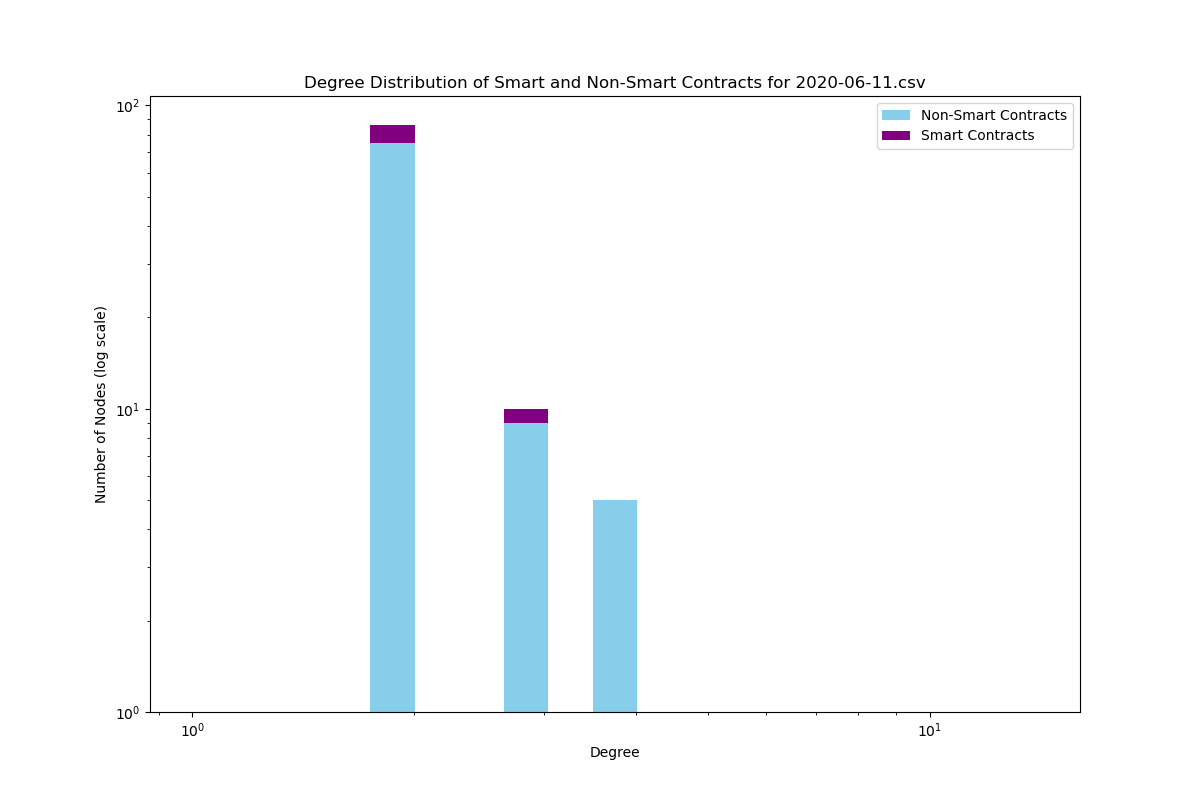 Degree Distribution of Smart and Non-Smart Contracts for 2020-06-11.csv
Non-Smart Contracts
Smart Contracts
Number of Nodes (log scale)
10²
10¹
10⁰
10⁰ 10¹
Degree